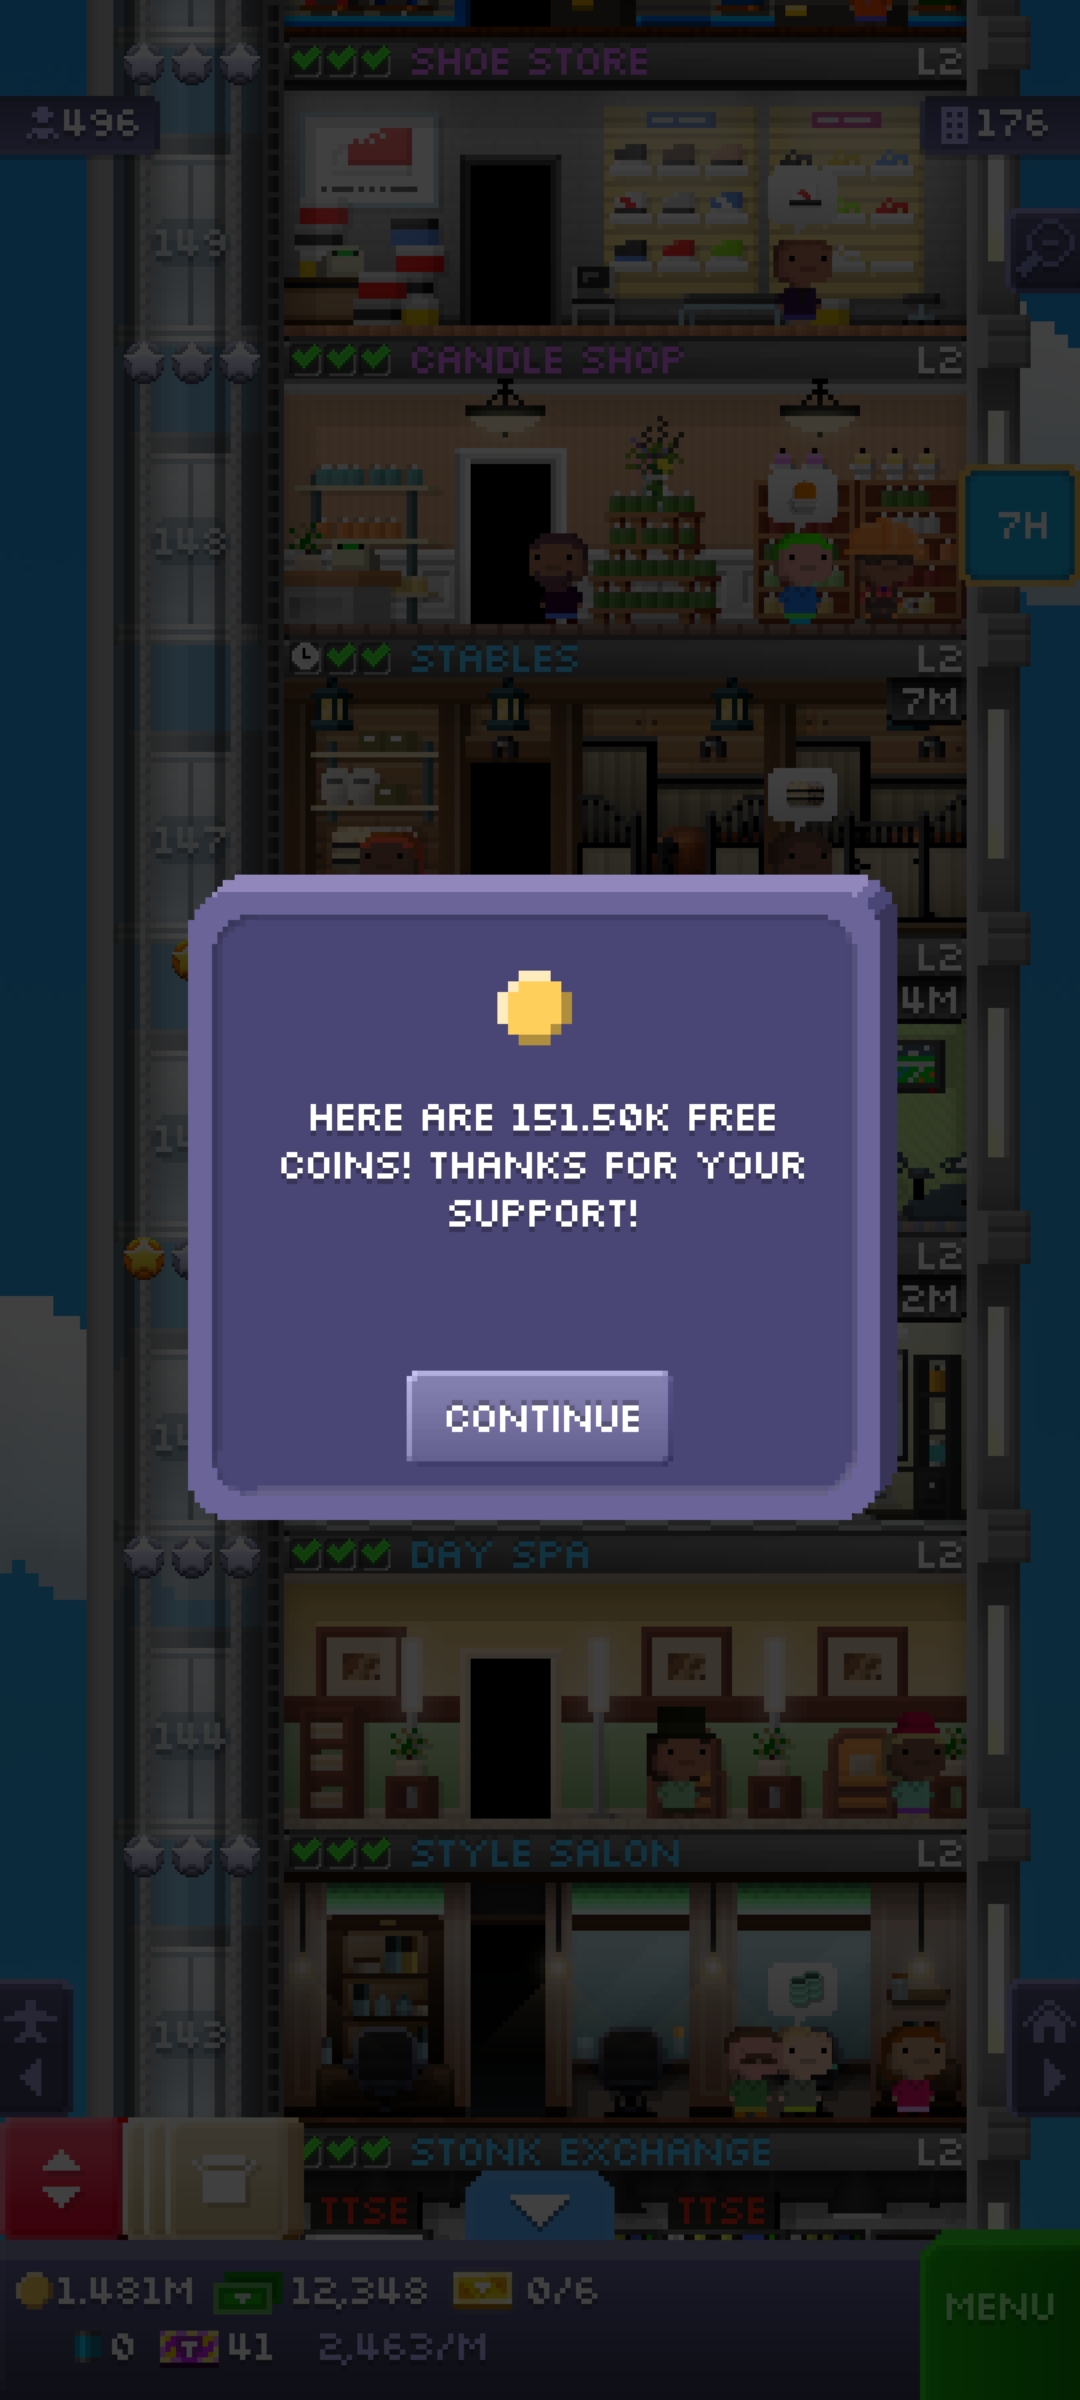 SHOE STORE L2
496
176
149
CANDLE SHOP L2
148
7H
STABLES L2
7M
147
L2
4M
HERE ARE 151.50K FREE
COINS! THANKS FOR YOUR
SUPPORT!
L2
2M
CONTINUE
DAY SPA L2
144
STYLE SALON L2
143
STONK EXCHANGE L2
TTSE TTSE
1.481M 12,348 0/6
MENU
0 41 2,463/M